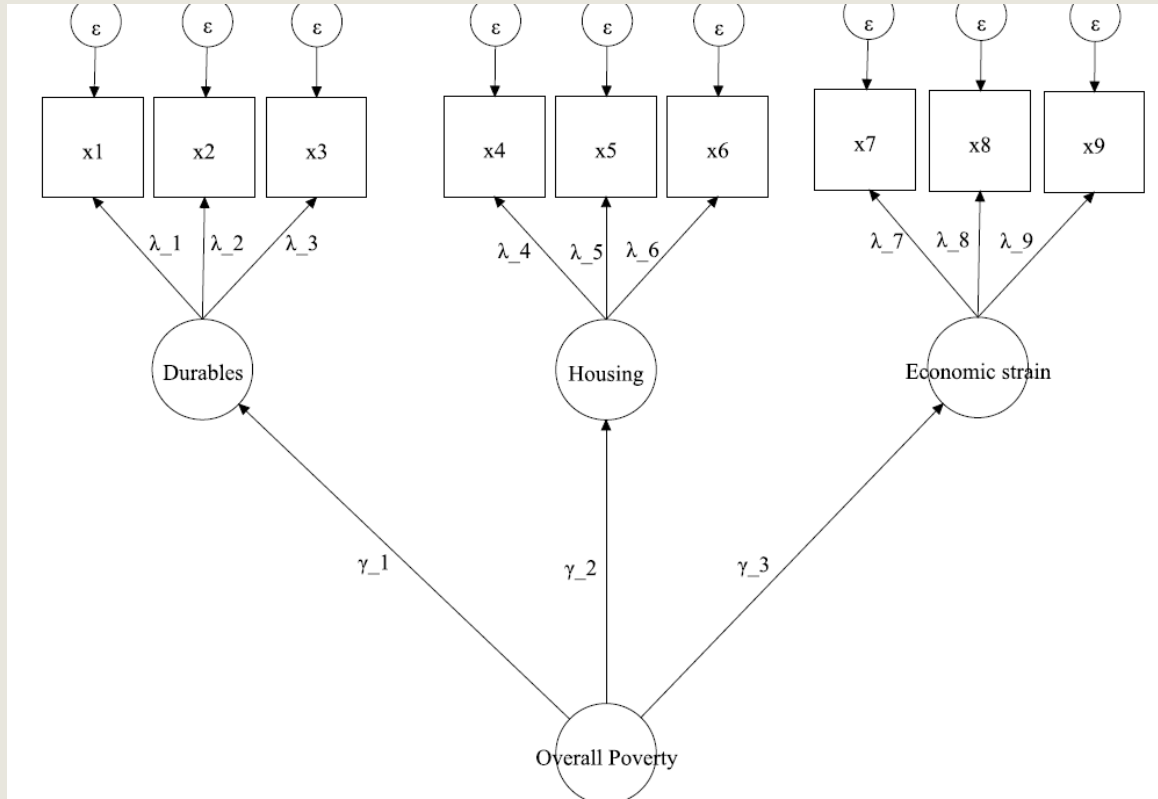 ε ε ε ε ε ε ε ε ε
x1 x2 x3 x4 x5 x6 x7 x8 x9
λ_1 λ_2 λ_3 λ_4 λ_5 λ_6 λ_7 λ_8 λ_9
Durables Housing Economic strain
γ_1 γ_2 γ_3
Overall Poverty